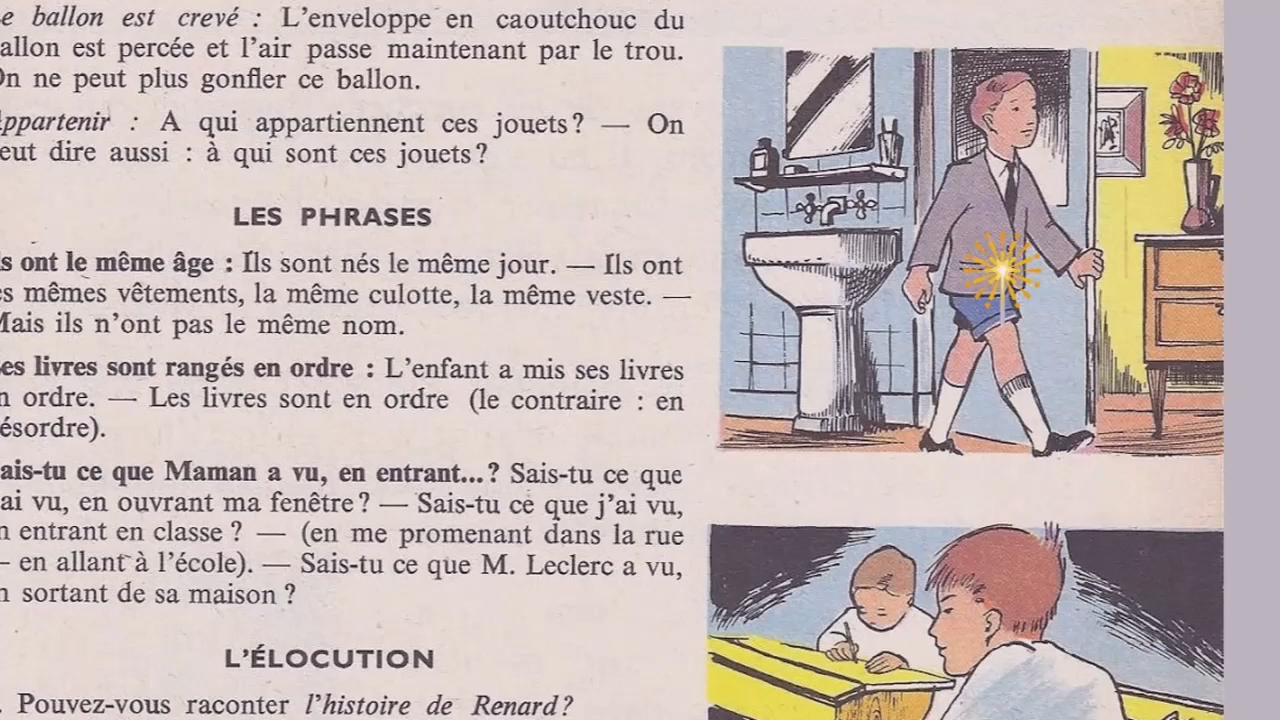 e ballon est crevé : L'enveloppe en caoutchouc du
allon est percée et l'air passe maintenant par le trou.
On ne peut plus gonfler ce ballon.
ppartenir : A qui appartiennent ces jouets? — On
eut dire aussi : à qui sont ces jouets?
LES PHRASES
s ont le même âge : Ils sont nés le même jour. — Ils ont
es mêmes vêtements, la même culotte, la même veste. —
Mais ils n'ont pas le même nom.
es livres sont rangés en ordre : L'enfant a mis ses livres
n ordre. — Les livres sont en ordre (le contraire : en
ésordre).
ais-tu ce que Maman a vu, en entrant...? Sais-tu ce que
ai vu, en ouvrant ma fenêtre? — Sais-tu ce que j'ai vu,
n entrant en classe ? — (en me promenant dans la rue
— en allant à l'école). — Sais-tu ce que M. Leclerc a vu,
n sortant de sa maison ?
L'ÉLOCUTION
. Pouvez-vous raconter l'histoire de Renard?